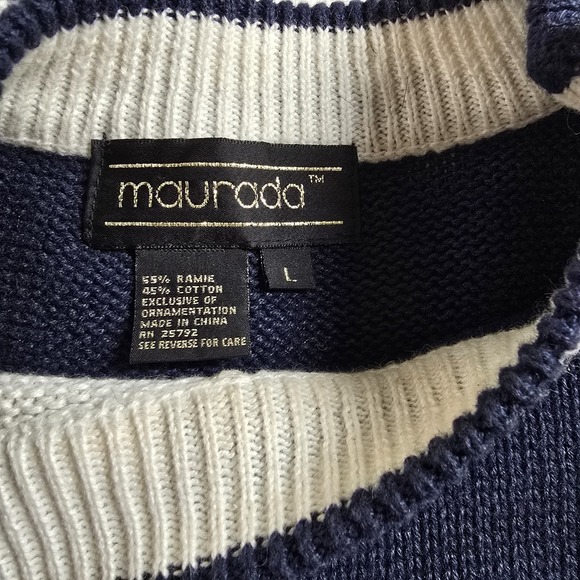 maurada™
L
55% RAMIE
45% COTTON
EXCLUSIVE OF
ORNAMENTATION
MADE IN CHINA
RN 25792
SEE REVERSE FOR CARE